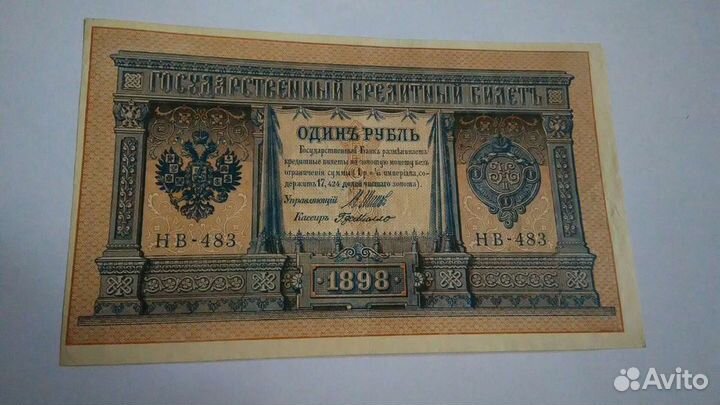 ГОСУДАРСТВЕННЫЙ КРЕДИТНЫЙ БИЛЕТЪ
ОДИНЪ РУБЛЬ
Государственный Банкъ размѣниваетъ
кредитные билеты на золотую монету безъ
ограниченія суммы (1 р. = 1/15 имперіала, со-
держитъ 17,424 долей чистаго золота).
Управляющій
Кассиръ
НВ-483
НВ-483
1898
Avito